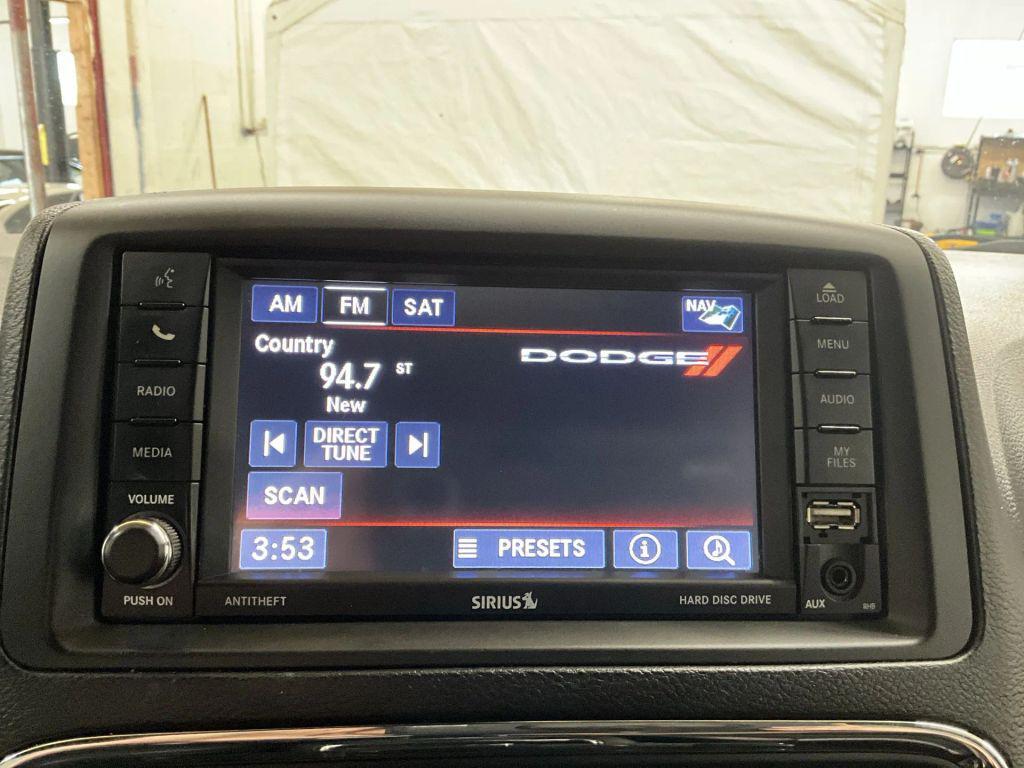 AM FM SAT NAV
Country
94.7 ST
New
DIRECT
TUNE
SCAN
3:53 PRESETS i
DODGE
RADIO
MEDIA
VOLUME
PUSH ON
ANTITHEFT
SIRIUS
HARD DISC DRIVE
LOAD
MENU
AUDIO
MY
FILES
AUX
RHB